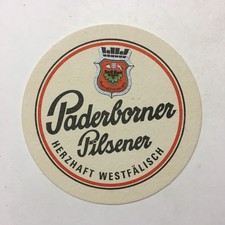 Paderborner
Pilsener
HERZHAFT WESTFÄLISCH